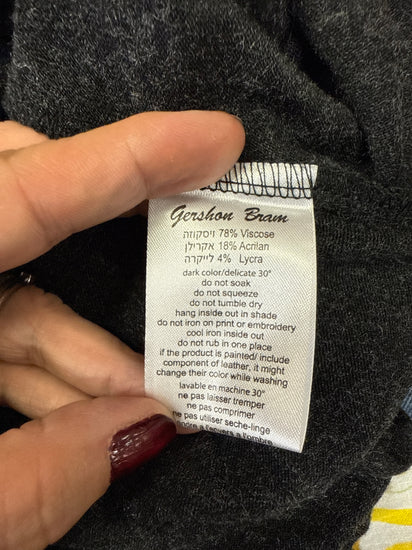 Gershon Bram
ויסקוזה 78% Viscose
אקרילן 18% Acrilan
לייקרה 4% Lycra
dark color/delicate 30°
do not soak
do not squeeze
do not tumble dry
hang inside out in shade
do not iron on print or embroidery
cool iron inside out
do not rub in one place
if the product is painted/ include
component of leather, it might
change their color while washing
lavable en machine 30°
ne pas laisser tremper
ne pas comprimer
ne pas utiliser seche-linge
rendre a l'envers a l'ombre